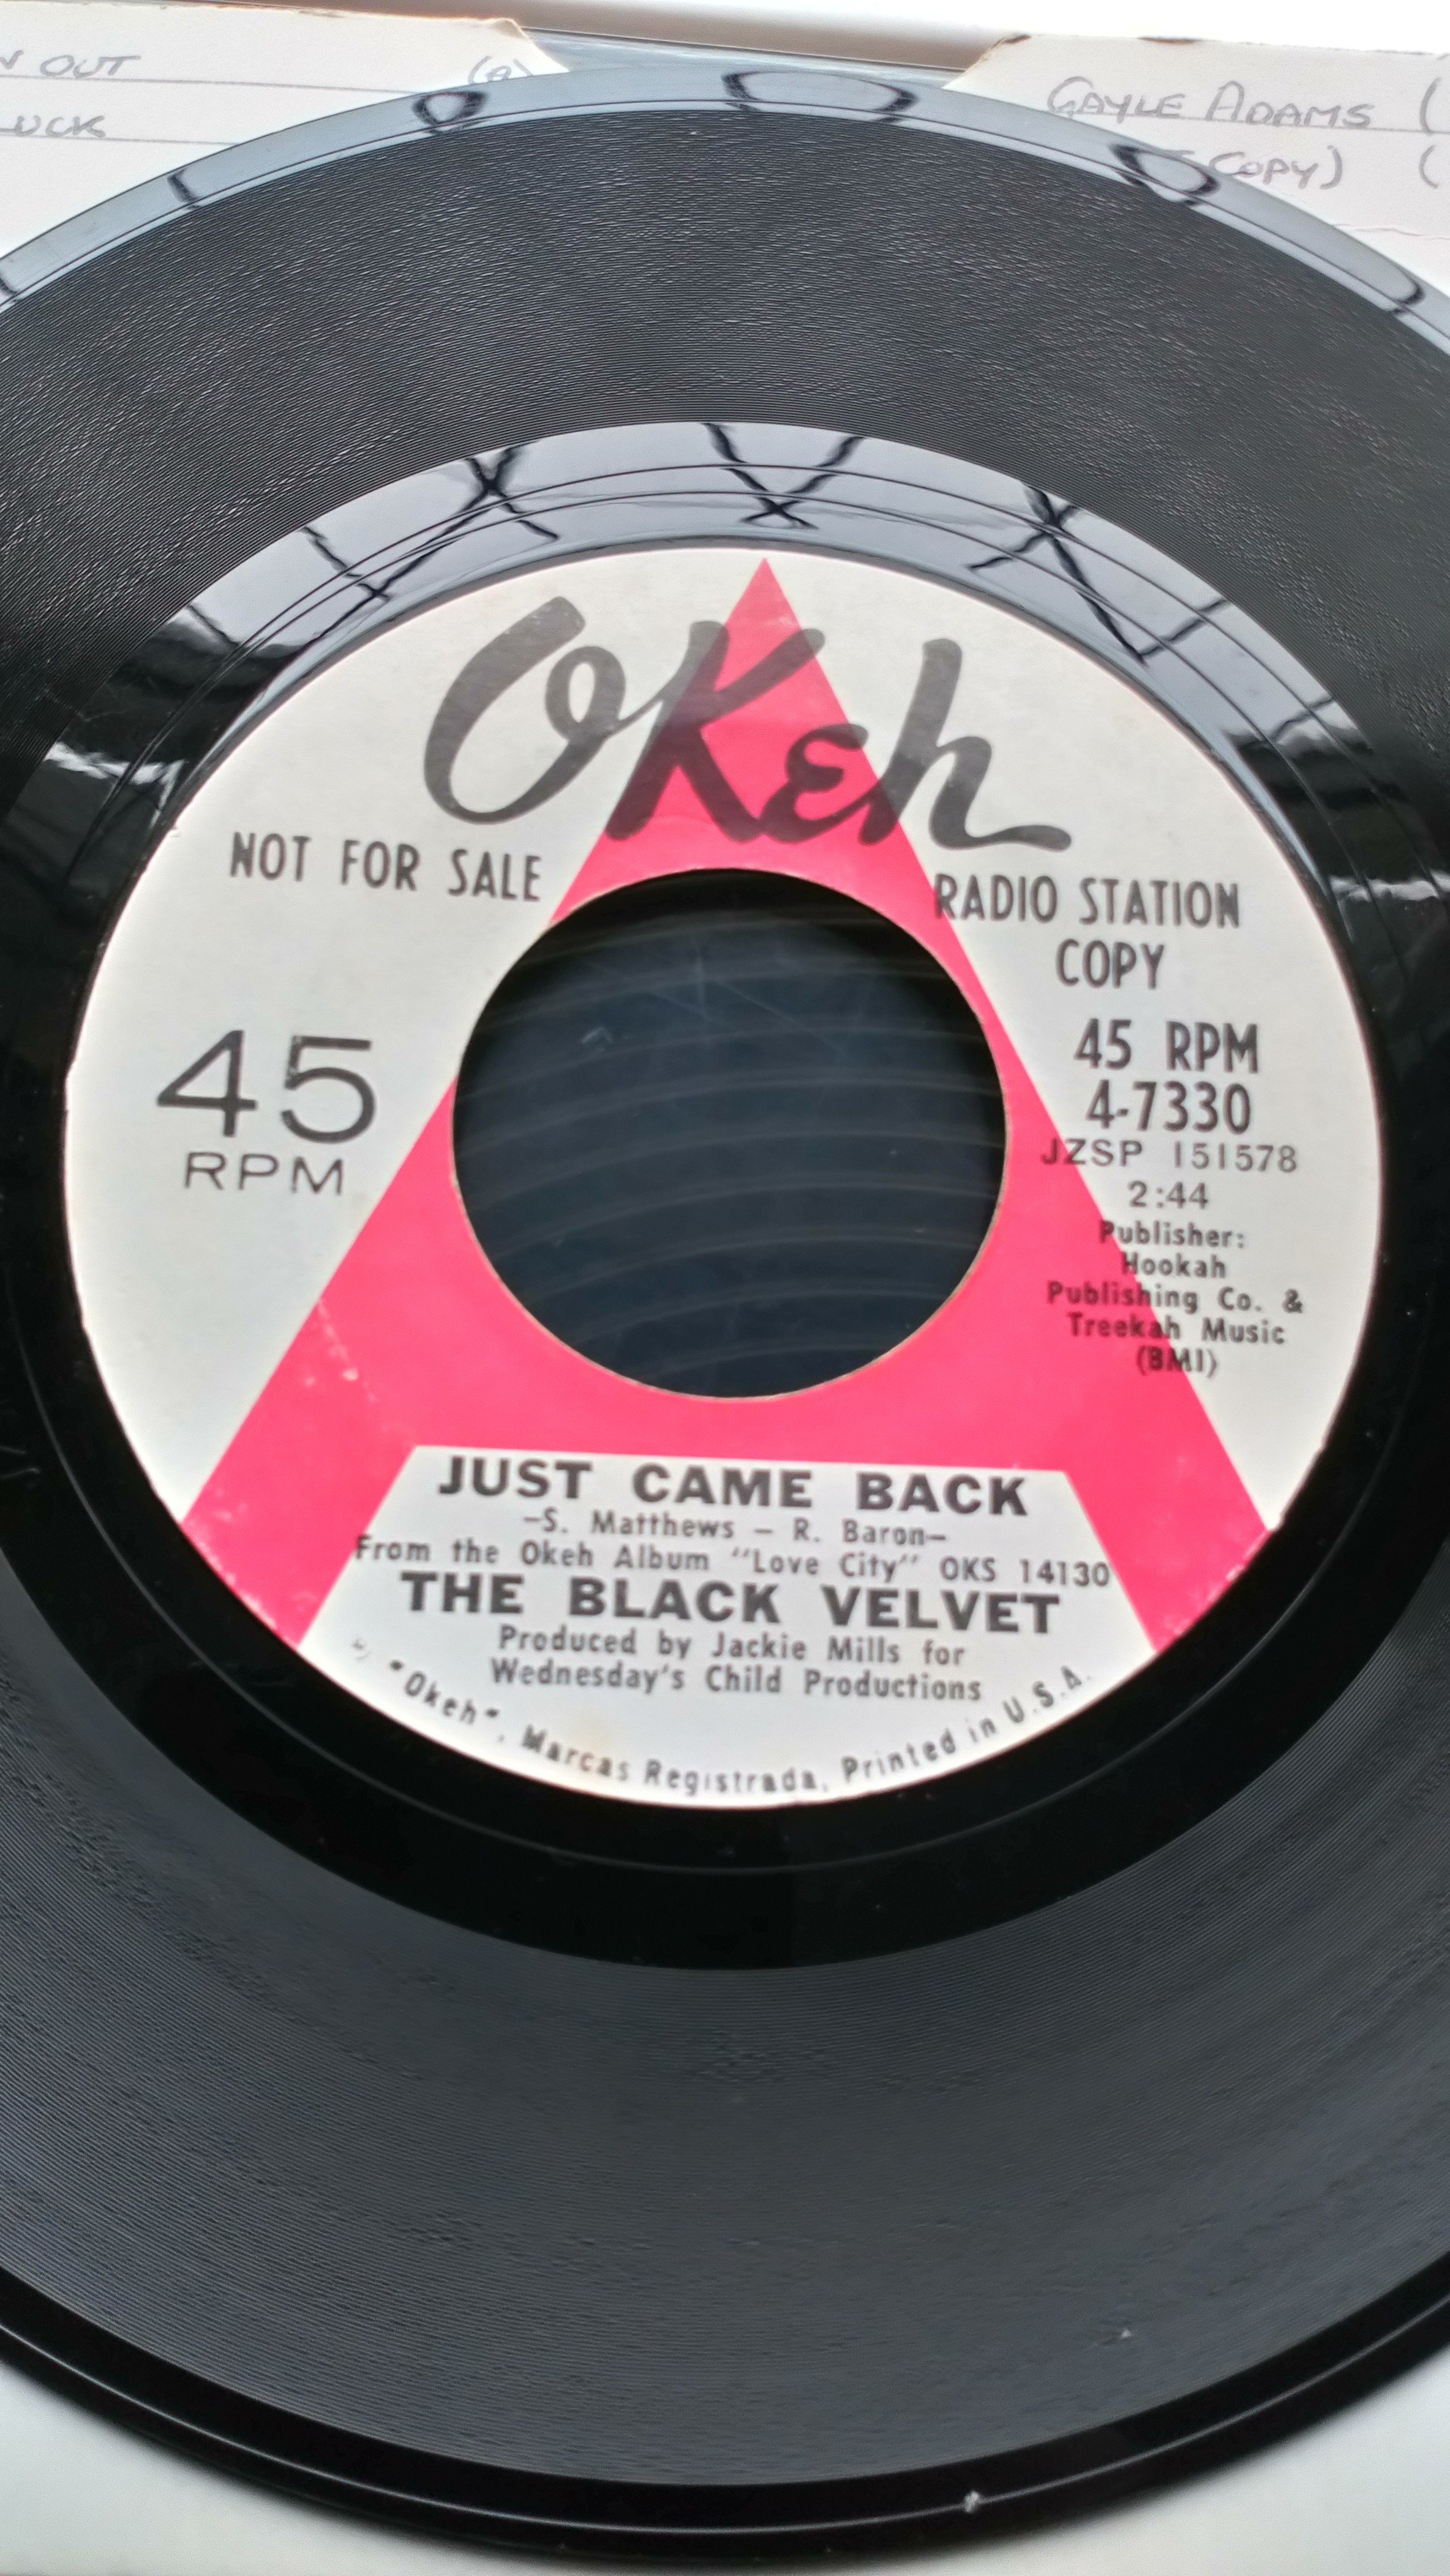 OUT (A)
GAYLE ADAMS (
COPY) (
OKeh
NOT FOR SALE
RADIO STATION
COPY
45
RPM
45 RPM
4-7330
JZSP 151578
2:44
Publisher:
Hookah
Publishing Co. &
Treekah Music
(BMI)
JUST CAME BACK
–S. Matthews – R. Baron–
From the Okeh Album "Love City" OKS 14130
THE BLACK VELVET
Produced by Jackie Mills for
Wednesday's Child Productions
"Okeh", Marcas Registrada, Printed in U.S.A.